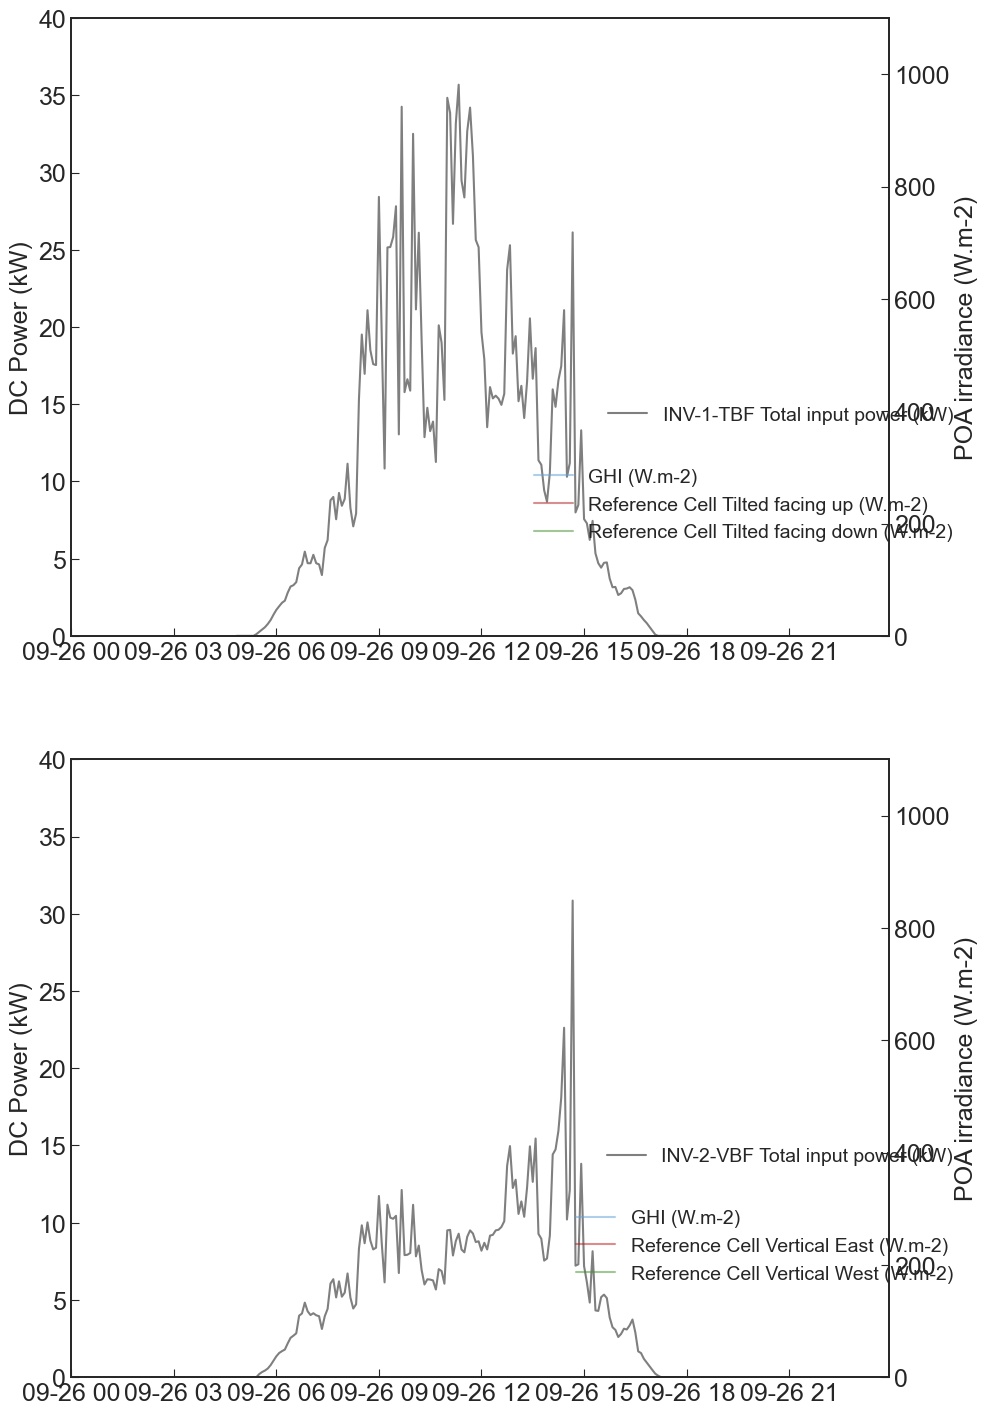 40
35
30
25
20
15
10
5
0
DC Power (kW)
1000
800
600
400
200
0
POA irradiance (W.m-2)
INV-1-TBF Total input power (kW)
GHI (W.m-2)
Reference Cell Tilted facing up (W.m-2)
Reference Cell Tilted facing down (W.m-2)
09-26 00 09-26 03 09-26 06 09-26 09 09-26 12 09-26 15 09-26 18 09-26 21
40
35
30
25
20
15
10
5
0
DC Power (kW)
1000
800
600
400
200
0
POA irradiance (W.m-2)
INV-2-VBF Total input power (kW)
GHI (W.m-2)
Reference Cell Vertical East (W.m-2)
Reference Cell Vertical West (W.m-2)
09-26 00 09-26 03 09-26 06 09-26 09 09-26 12 09-26 15 09-26 18 09-26 21